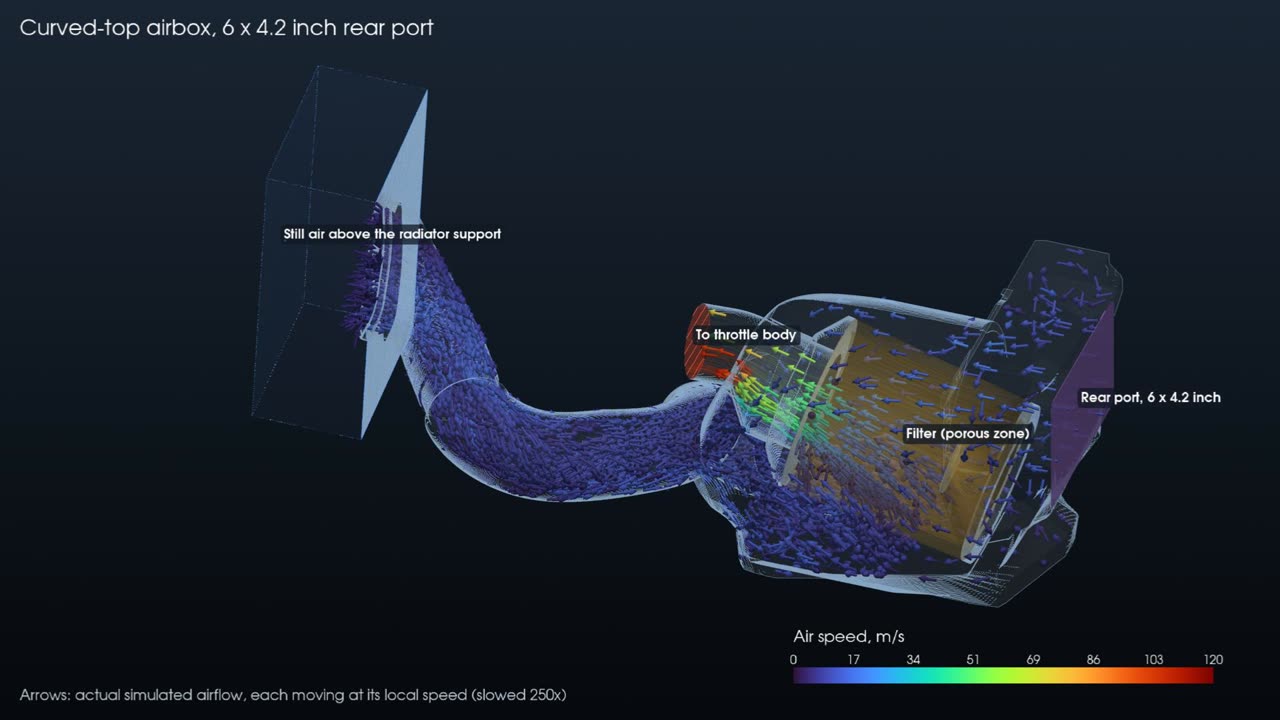 Curved-top airbox, 6 x 4.2 inch rear port
Still air above the radiator support
To throttle body
Rear port, 6 x 4.2 inch
Filter (porous zone)
Air speed, m/s
0 17 34 51 69 86 103 120
Arrows: actual simulated airflow, each moving at its local speed (slowed 250x)